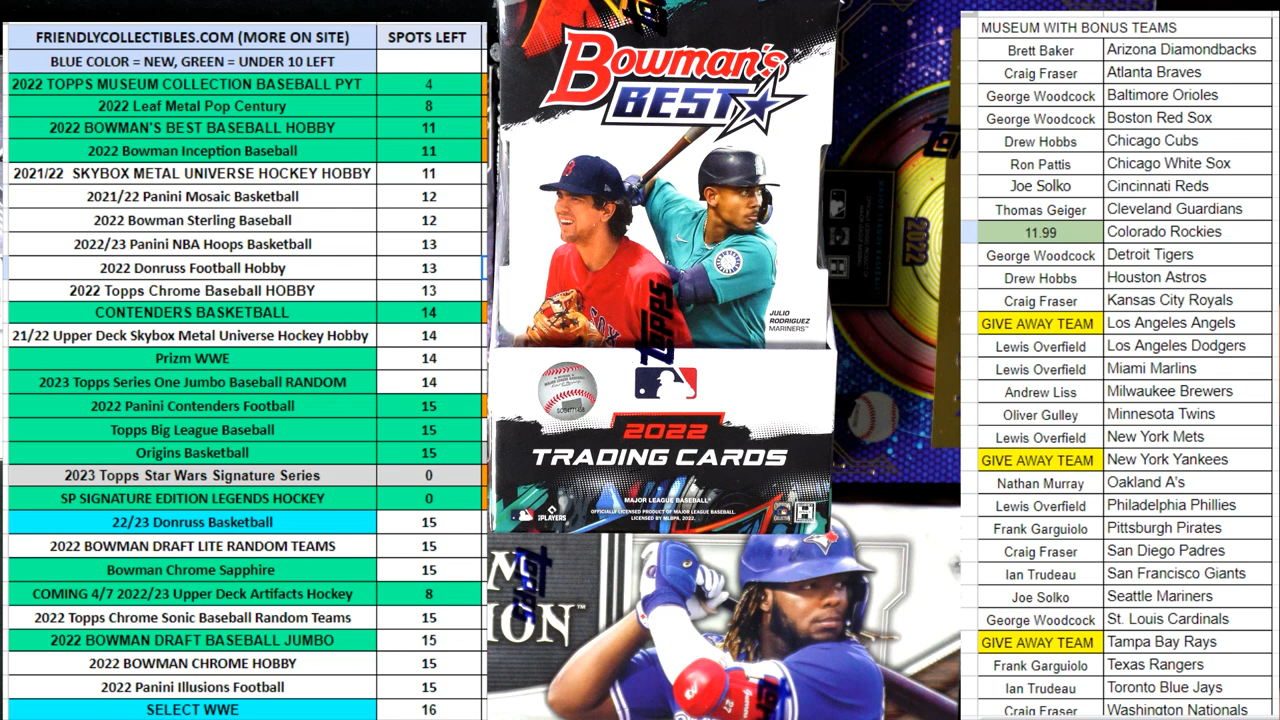 FRIENDLYCOLLECTIBLES.COM (MORE ON SITE) SPOTS LEFT
BLUE COLOR = NEW, GREEN = UNDER 10 LEFT
2022 TOPPS MUSEUM COLLECTION BASEBALL PYT 4
2022 Leaf Metal Pop Century 8
2022 BOWMAN'S BEST BASEBALL HOBBY 11
2022 Bowman Inception Baseball 11
2021/22 SKYBOX METAL UNIVERSE HOCKEY HOBBY 11
2021/22 Panini Mosaic Basketball 12
2022 Bowman Sterling Baseball 12
2022/23 Panini NBA Hoops Basketball 13
2022 Donruss Football Hobby 13
2022 Topps Chrome Baseball HOBBY 13
CONTENDERS BASKETBALL 14
21/22 Upper Deck Skybox Metal Universe Hockey Hobby 14
Prizm WWE 14
2023 Topps Series One Jumbo Baseball RANDOM 14
2022 Panini Contenders Football 15
Topps Big League Baseball 15
Origins Basketball 15
2023 Topps Star Wars Signature Series 0
SP SIGNATURE EDITION LEGENDS HOCKEY 0
22/23 Donruss Basketball 15
2022 BOWMAN DRAFT LITE RANDOM TEAMS 15
Bowman Chrome Sapphire 15
COMING 4/7 2022/23 Upper Deck Artifacts Hockey 8
2022 Topps Chrome Sonic Baseball Random Teams 15
2022 BOWMAN DRAFT BASEBALL JUMBO 15
2022 BOWMAN CHROME HOBBY 15
2022 Panini Illusions Football 15
SELECT WWE 16
Bowman's
BEST
JULIO
RODRIGUEZ
MARINERS™
topps
2022
TRADING CARDS
MAJOR LEAGUE BASEBALL®
OFFICIALLY LICENSED PRODUCT OF MAJOR LEAGUE BASEBALL.
LICENSED BY MLBPA, 2022.
PLAYERS
2022
topps
ION™
27
MUSEUM WITH BONUS TEAMS
Brett Baker Arizona Diamondbacks
Craig Fraser Atlanta Braves
George Woodcock Baltimore Orioles
George Woodcock Boston Red Sox
Drew Hobbs Chicago Cubs
Ron Pattis Chicago White Sox
Joe Solko Cincinnati Reds
Thomas Geiger Cleveland Guardians
11.99 Colorado Rockies
George Woodcock Detroit Tigers
Drew Hobbs Houston Astros
Craig Fraser Kansas City Royals
GIVE AWAY TEAM Los Angeles Angels
Lewis Overfield Los Angeles Dodgers
Lewis Overfield Miami Marlins
Andrew Liss Milwaukee Brewers
Oliver Gulley Minnesota Twins
Lewis Overfield New York Mets
GIVE AWAY TEAM New York Yankees
Nathan Murray Oakland A's
Lewis Overfield Philadelphia Phillies
Frank Garguiolo Pittsburgh Pirates
Craig Fraser San Diego Padres
Ian Trudeau San Francisco Giants
Joe Solko Seattle Mariners
George Woodcock St. Louis Cardinals
GIVE AWAY TEAM Tampa Bay Rays
Frank Garguiolo Texas Rangers
Ian Trudeau Toronto Blue Jays
Craig Fraser Washington Nationals